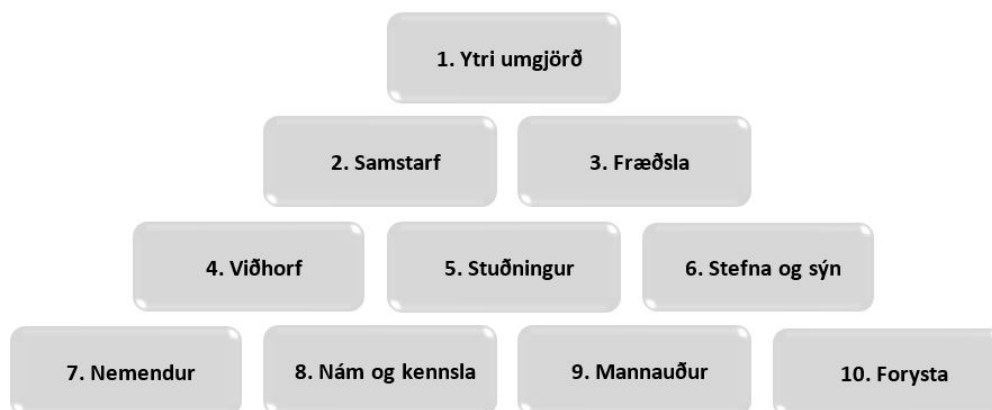 1. Ytri umgjörð
2. Samstarf
3. Fræðsla
4. Viðhorf
5. Stuðningur
6. Stefna og sýn
7. Nemendur
8. Nám og kennsla
9. Mannauður
10. Forysta